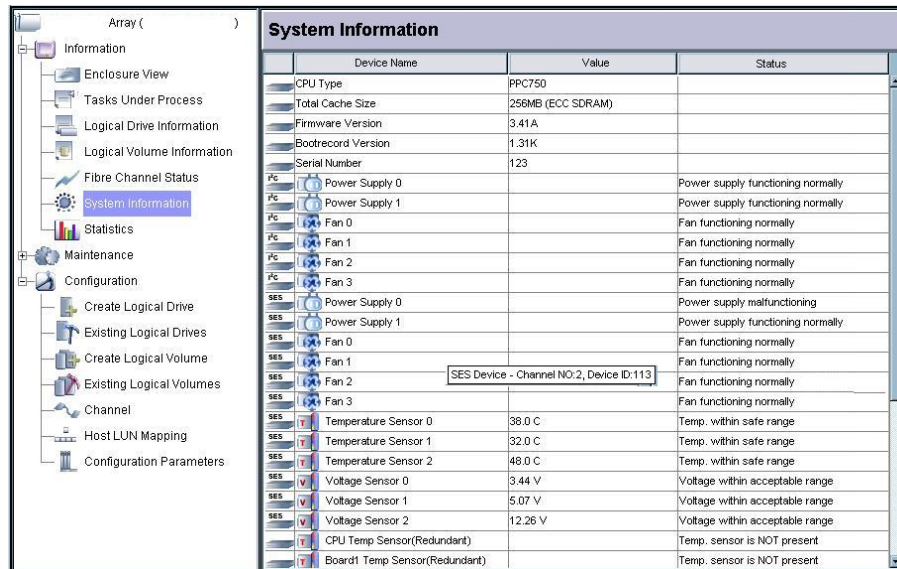 Array ( )
Information
Enclosure View
Tasks Under Process
Logical Drive Information
Logical Volume Information
Fibre Channel Status
System Information
Statistics
Maintenance
Configuration
Create Logical Drive
Existing Logical Drives
Create Logical Volume
Existing Logical Volumes
Channel
Host LUN Mapping
Configuration Parameters
System Information
Device Name Value Status
CPU Type PPC750
Total Cache Size 256MB (ECC SDRAM)
Firmware Version 3.41A
Bootrecord Version 1.31K
Serial Number 123
I²C Power Supply 0 Power supply functioning normally
I²C Power Supply 1 Power supply functioning normally
I²C Fan 0 Fan functioning normally
I²C Fan 1 Fan functioning normally
I²C Fan 2 Fan functioning normally
I²C Fan 3 Fan functioning normally
SES Power Supply 0 Power supply malfunctioning
SES Power Supply 1 Power supply functioning normally
SES Fan 0 Fan functioning normally
SES Fan 1 Fan functioning normally
SES Device - Channel NO:2, Device ID:113
SES Fan 2 Fan functioning normally
SES Fan 3 Fan functioning normally
SES T Temperature Sensor 0 38.0 C Temp. within safe range
SES T Temperature Sensor 1 32.0 C Temp. within safe range
SES T Temperature Sensor 2 48.0 C Temp. within safe range
SES V Voltage Sensor 0 3.44 V Voltage within acceptable range
SES V Voltage Sensor 1 5.07 V Voltage within acceptable range
SES V Voltage Sensor 2 12.26 V Voltage within acceptable range
T CPU Temp Sensor(Redundant) Temp. sensor is NOT present
T Board1 Temp Sensor(Redundant) Temp. sensor is NOT present